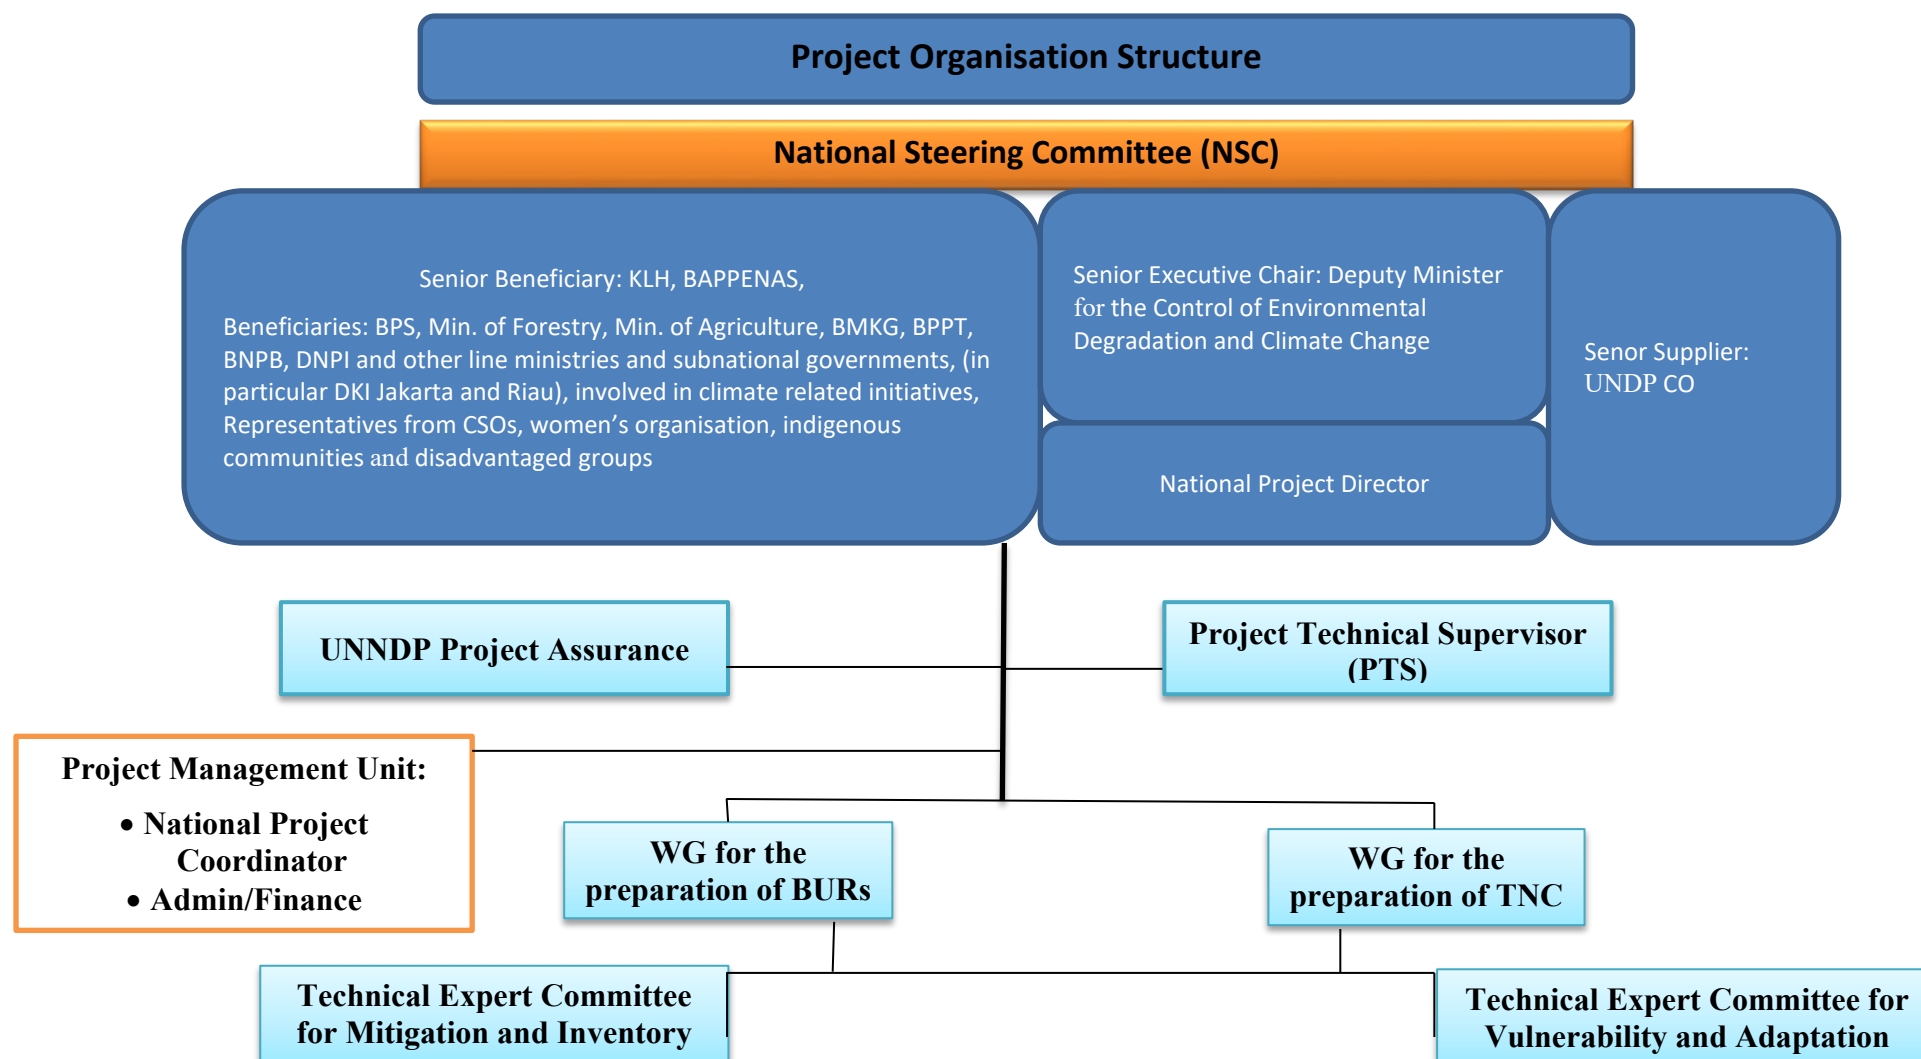 Project Organisation Structure
National Steering Committee (NSC)
Senior Beneficiary: KLH, BAPPENAS,
Beneficiaries: BPS, Min. of Forestry, Min. of Agriculture, BMKG, BPPT,
BNPB, DNPI and other line ministries and subnational governments, (in
particular DKI Jakarta and Riau), involved in climate related initiatives,
Representatives from CSOs, women’s organisation, indigenous
communities and disadvantaged groups
Senior Executive Chair: Deputy Minister
for the Control of Environmental
Degradation and Climate Change
National Project Director
Senor Supplier:
UNDP CO
UNNDP Project Assurance
Project Technical Supervisor
(PTS)
Project Management Unit:
• National Project
Coordinator
• Admin/Finance
WG for the
preparation of BURs
WG for the
preparation of TNC
Technical Expert Committee
for Mitigation and Inventory
Technical Expert Committee for
Vulnerability and Adaptation